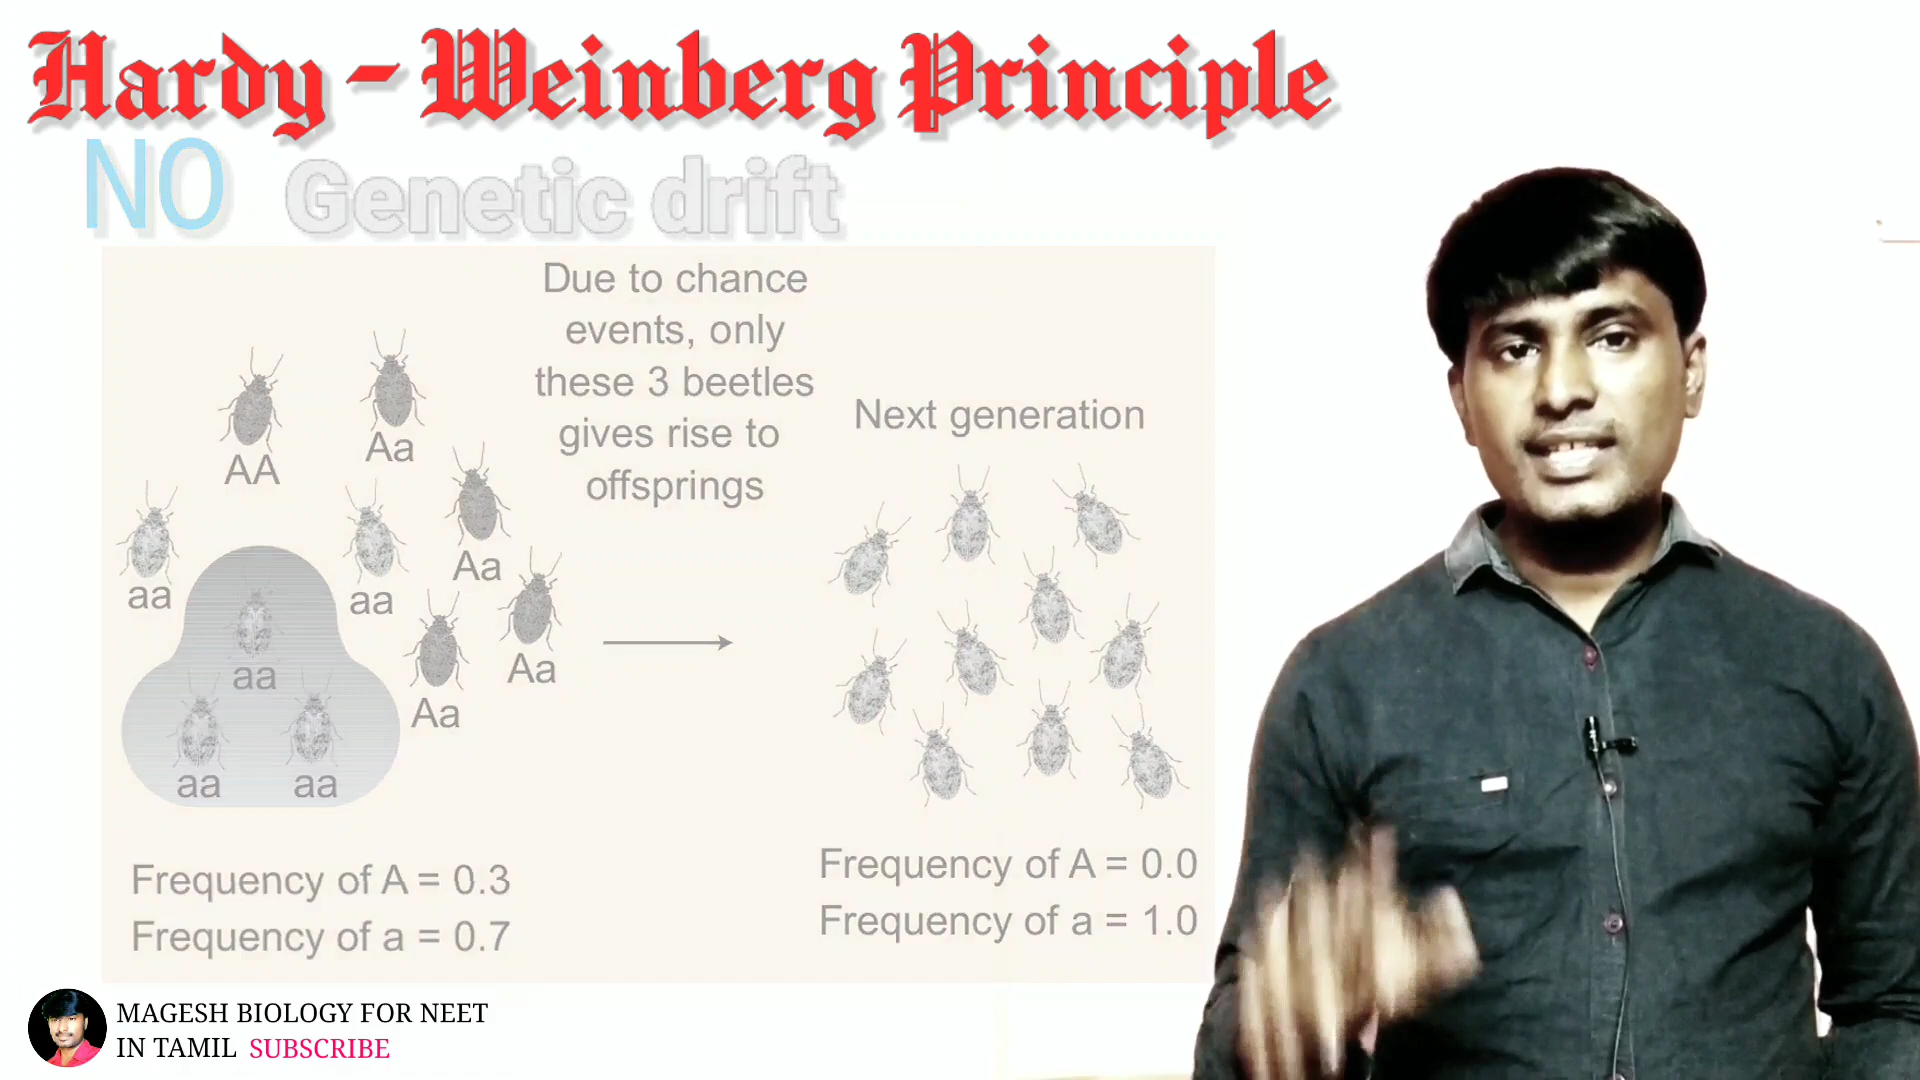 Hardy - Weinberg Principle
NO Genetic drift
Due to chance
events, only
these 3 beetles
gives rise to
offsprings
Next generation
AA
Aa
aa
aa
Aa
Aa
Aa
aa
aa
aa
Frequency of A = 0.3
Frequency of a = 0.7
Frequency of A = 0.0
Frequency of a = 1.0
MAGESH BIOLOGY FOR NEET
IN TAMIL SUBSCRIBE